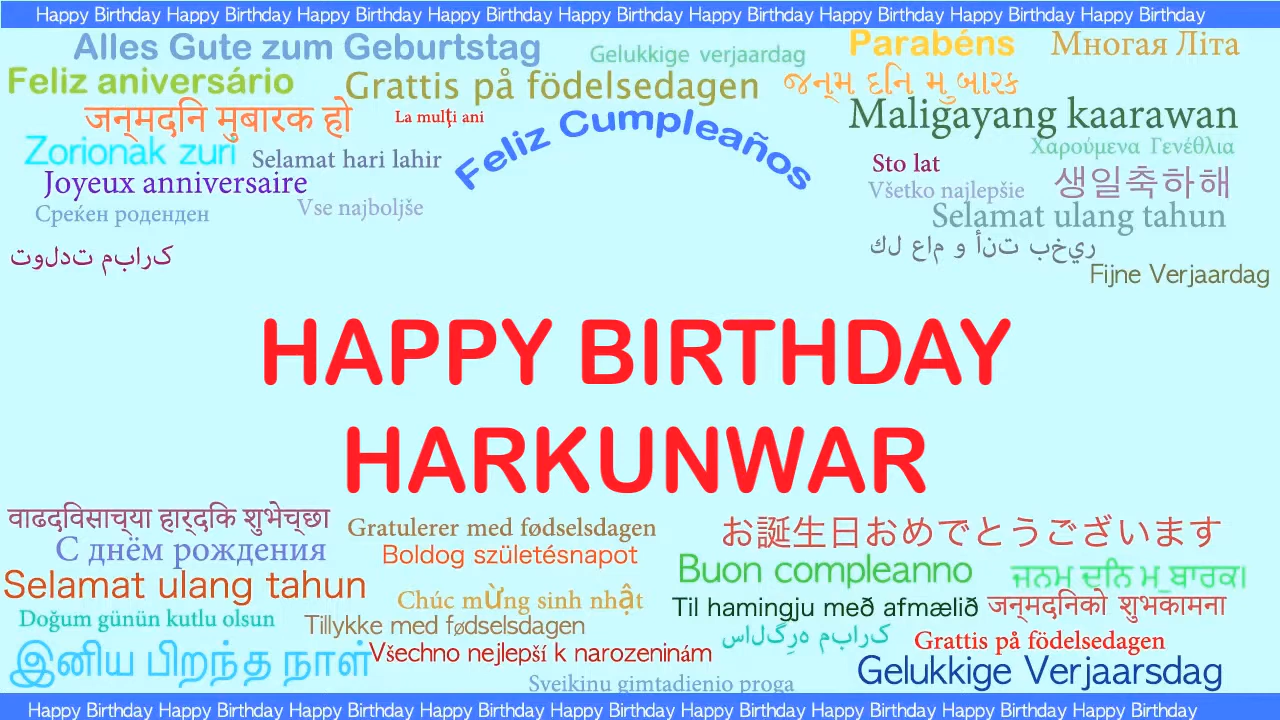 Happy Birthday Happy Birthday Happy Birthday Happy Birthday Happy Birthday Happy Birthday Happy Birthday Happy Birthday Happy Birthday
Alles Gute zum Geburtstag
Gelukkige verjaardag
Parabéns
Многая Літа
Feliz aniversário
Grattis på födelsedagen
જન્મ દિન મુબારક
जन्मदिन मुबारक हो
La mulţi ani
Feliz Cumpleaños
Maligayang kaarawan
Zorionak zuri
Selamat hari lahir
Sto lat
Χαρούμενα Γενέθλια
Joyeux anniversaire
Všetko najlepšie
생일축하해
Среќен роденден
Vse najboljše
Selamat ulang tahun
تولدت مبارک
كل عام و أنت بخير
Fijne Verjaardag
HAPPY BIRTHDAY
HARKUNWAR
वाढदिवसाच्या हार्दिक शुभेच्छा
Gratulerer med fødselsdagen
お誕生日おめでとうございます
С днём рождения
Boldog születésnapot
Buon compleanno
ਜਨਮ ਦਿਨ ਮੁਬਾਰਕ।
Selamat ulang tahun
Chúc mừng sinh nhật
Til hamingju með afmælið
जन्मदिनको शुभकामना
Doğum günün kutlu olsun
Tillykke med fødselsdagen
سالگرہ مبارک
Grattis på födelsedagen
இனிய பிறந்த நாள்
Všechno nejlepší k narozeninám
Gelukkige Verjaarsdag
Sveikinu gimtadienio proga
Happy Birthday Happy Birthday Happy Birthday Happy Birthday Happy Birthday Happy Birthday Happy Birthday Happy Birthday Happy Birthday